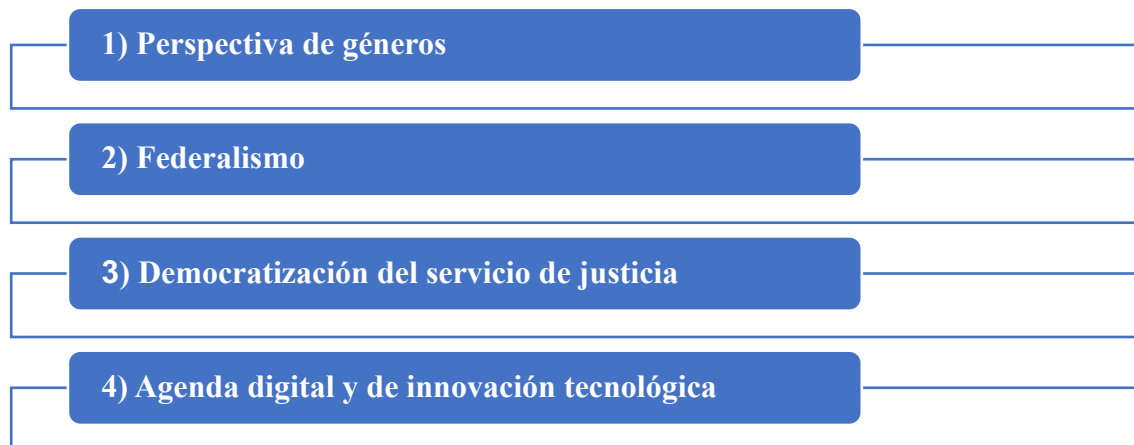 1) Perspectiva de géneros
2) Federalismo
3) Democratización del servicio de justicia
4) Agenda digital y de innovación tecnológica